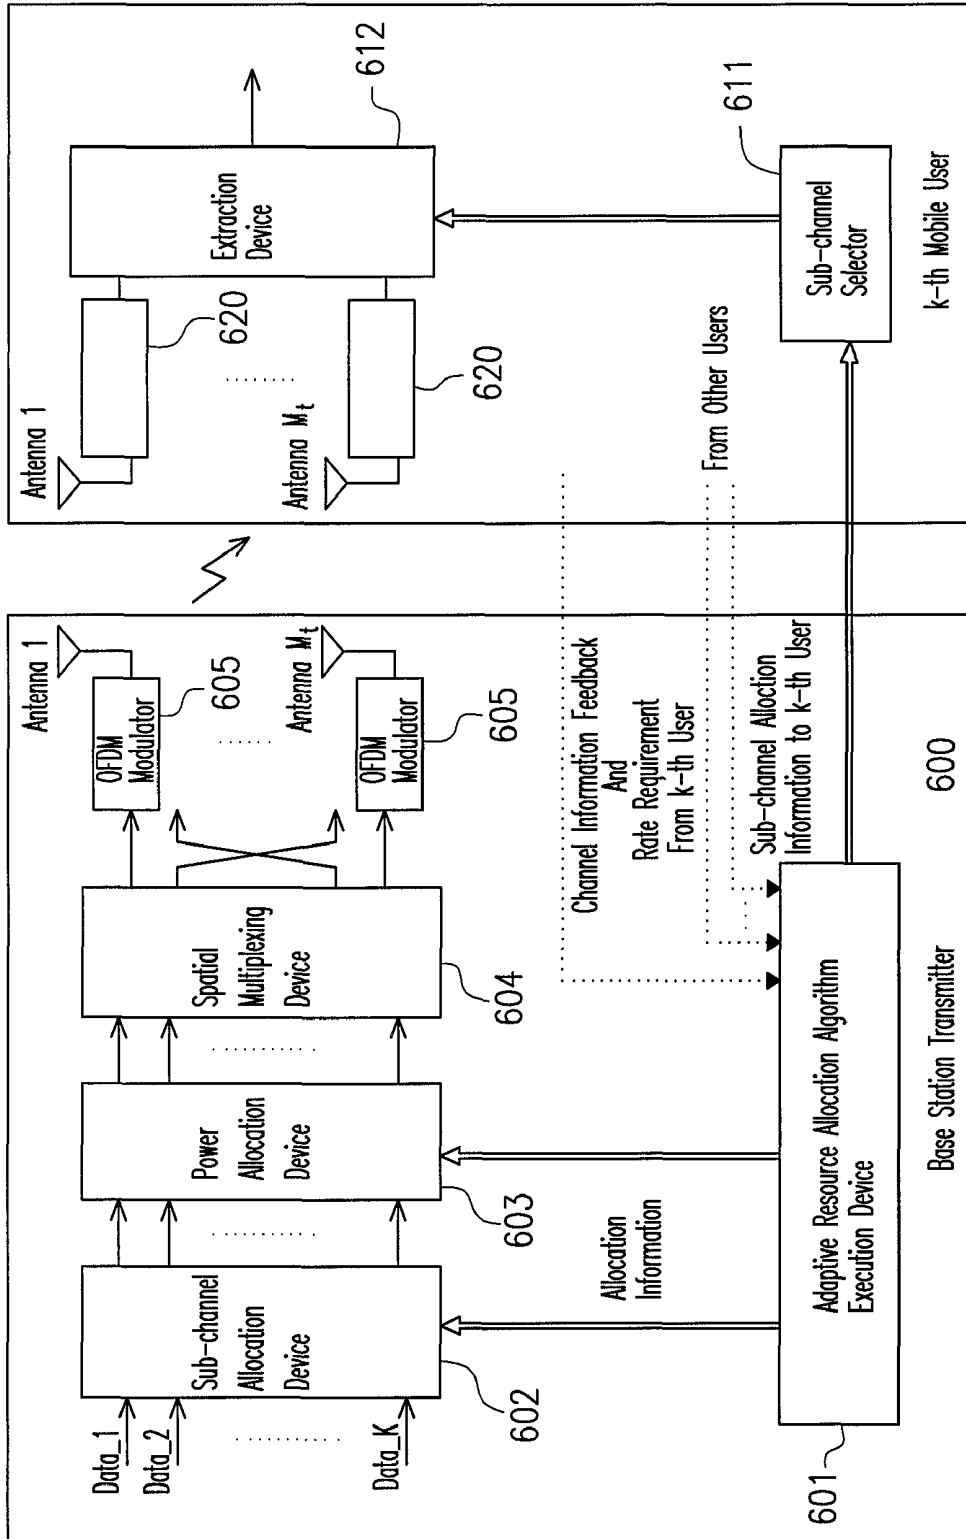 Data_1
Data_2
Data_K
Sub-channel
Allocation
Device
602
Power
Allocation
Device
603
Spatial
Multiplexing
Device
604
OFDM
Modulator
605
Antenna 1
OFDM
Modulator
605
Antenna Mt
Allocation
Information
Channel Information Feedback
And
Rate Requirement
From k-th User
Sub-channel Alloction
Information to k-th User
Adaptive Resource Allocation Algorithm
Execution Device
601
Base Station Transmitter
600
Antenna 1
620
Antenna Mt
620
Extraction
Device
612
From Other Users
Sub-channel
Selector
611
k-th Mobile User